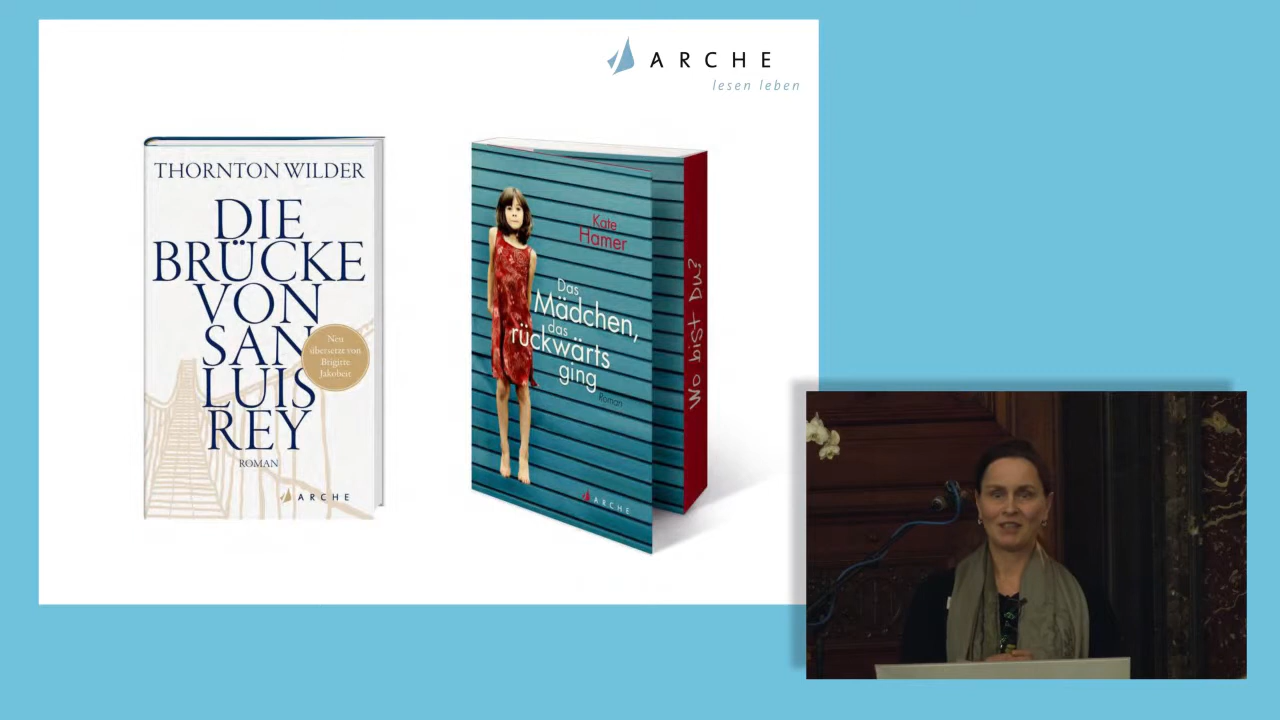 ARCHE
lesen leben
THORNTON WILDER
DIE
BRÜCKE
VON
SAN
LUIS
REY
Neu
übersetzt von
Brigitte
Jakobeit
ROMAN
ARCHE
Kate
Hamer
Das
Mädchen,
das
rückwärts
ging
Roman
ARCHE
Wo bist Du?